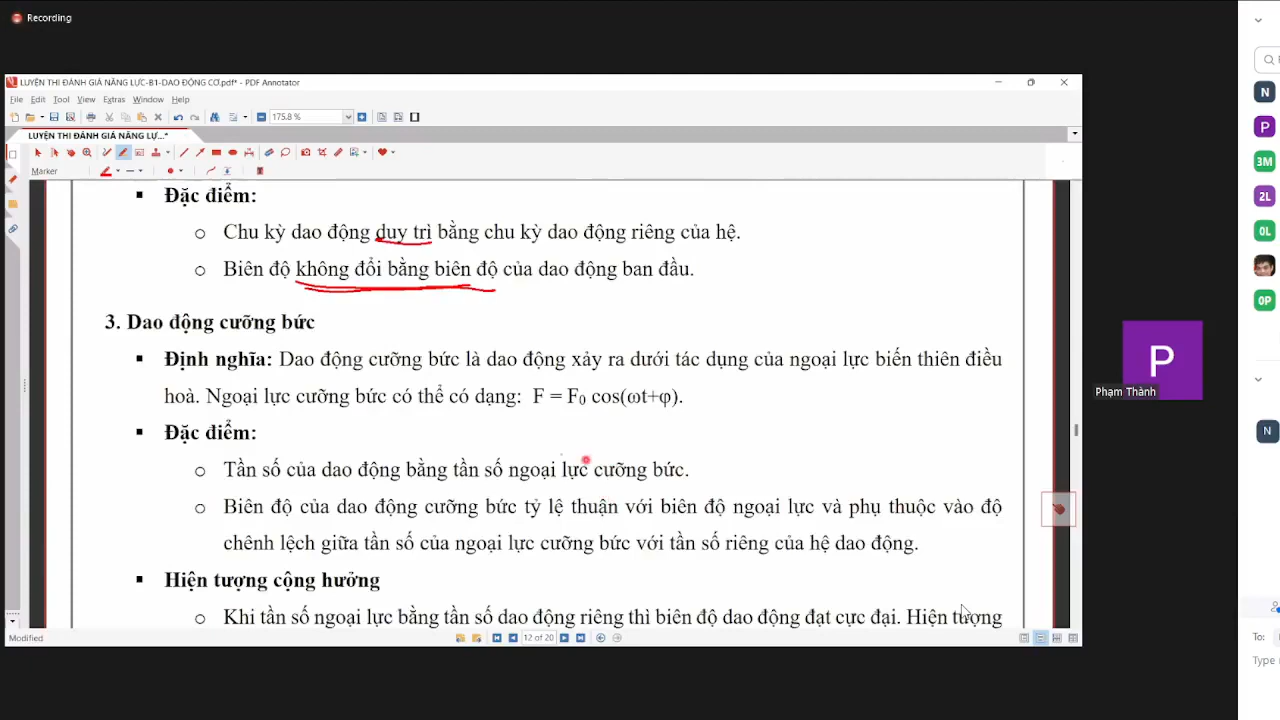 Recording
LUYỆN THI ĐÁNH GIÁ NĂNG LỰC-B1-DAO ĐỘNG CƠ.pdf* - PDF Annotator
File Edit Tool View Extras Window Help
175.8 %
LUYỆN THI ĐÁNH GIÁ NĂNG LỰ...*
Marker
▪ Đặc điểm:
○ Chu kỳ dao động duy trì bằng chu kỳ dao động riêng của hệ.
○ Biên độ không đổi bằng biên độ của dao động ban đầu.
3. Dao động cưỡng bức
▪ Định nghĩa: Dao động cưỡng bức là dao động xảy ra dưới tác dụng của ngoại lực biến thiên điều
hoà. Ngoại lực cưỡng bức có thể có dạng: F = F₀ cos(ωt+φ).
▪ Đặc điểm:
○ Tần số của dao động bằng tần số ngoại lực cưỡng bức.
○ Biên độ của dao động cưỡng bức tỷ lệ thuận với biên độ ngoại lực và phụ thuộc vào độ
chênh lệch giữa tần số của ngoại lực cưỡng bức với tần số riêng của hệ dao động.
▪ Hiện tượng cộng hưởng
○ Khi tần số ngoại lực bằng tần số dao động riêng thì biên độ dao động đạt cực đại. Hiện tượng
Modified
12 of 20
P
Phạm Thành
N
P
3M
2L
0L
0P
N
To:
Type